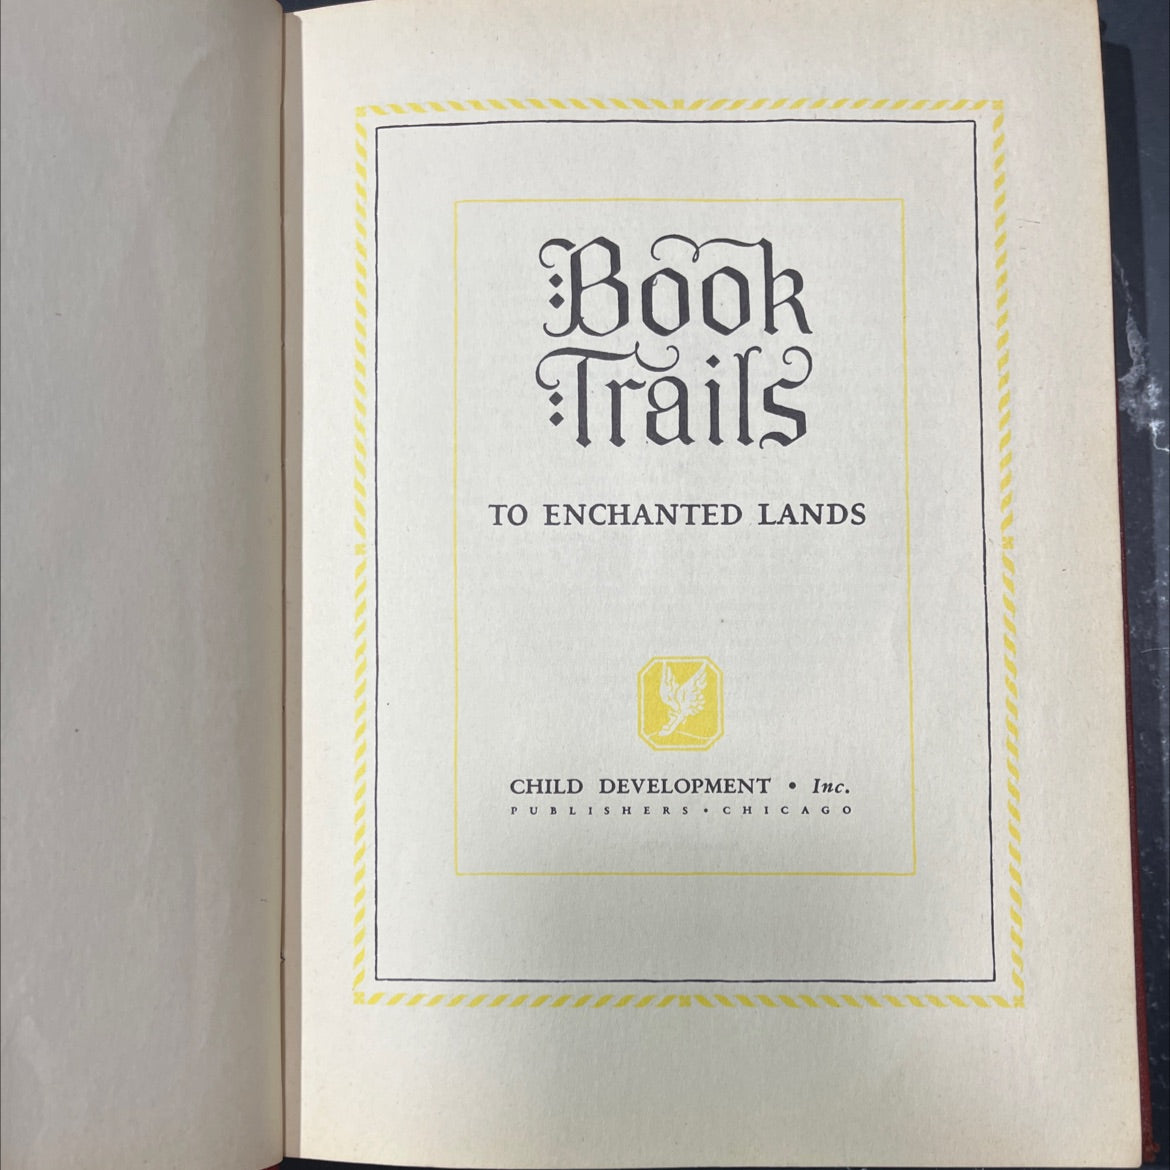 Book
Trails
TO ENCHANTED LANDS
CHILD DEVELOPMENT • Inc.
PUBLISHERS • CHICAGO